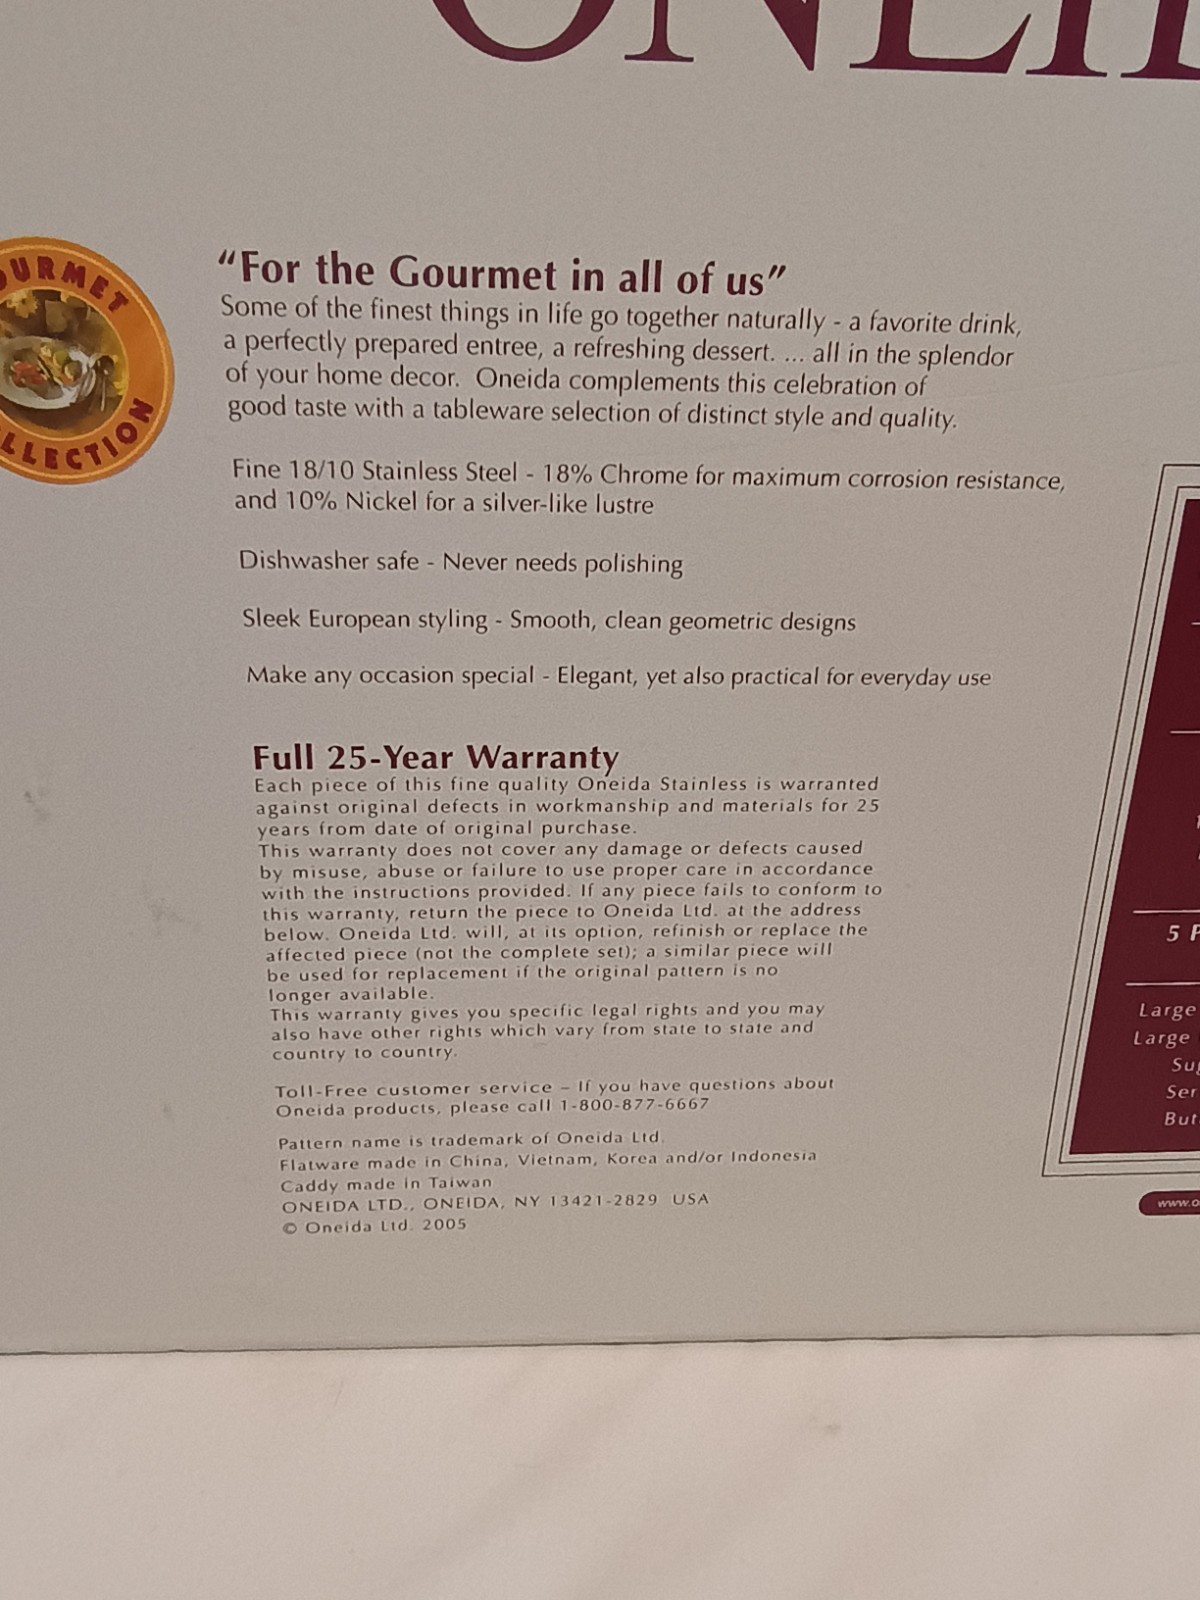 "For the Gourmet in all of us"
Some of the finest things in life go together naturally - a favorite drink,
a perfectly prepared entree, a refreshing dessert. ... all in the splendor
of your home decor. Oneida complements this celebration of
good taste with a tableware selection of distinct style and quality.
Fine 18/10 Stainless Steel - 18% Chrome for maximum corrosion resistance,
and 10% Nickel for a silver-like lustre
Dishwasher safe - Never needs polishing
Sleek European styling - Smooth, clean geometric designs
Make any occasion special - Elegant, yet also practical for everyday use
Full 25-Year Warranty
Each piece of this fine quality Oneida Stainless is warranted
against original defects in workmanship and materials for 25
years from date of original purchase.
This warranty does not cover any damage or defects caused
by misuse, abuse or failure to use proper care in accordance
with the instructions provided. If any piece fails to conform to
this warranty, return the piece to Oneida Ltd. at the address
below. Oneida Ltd. will, at its option, refinish or replace the
affected piece (not the complete set); a similar piece will
be used for replacement if the original pattern is no
longer available.
This warranty gives you specific legal rights and you may
also have other rights which vary from state to state and
country to country.
Toll-Free customer service – If you have questions about
Oneida products, please call 1-800-877-6667
Pattern name is trademark of Oneida Ltd.
Flatware made in China, Vietnam, Korea and/or Indonesia
Caddy made in Taiwan
ONEIDA LTD., ONEIDA, NY 13421-2829 USA
© Oneida Ltd. 2005
5
Large
Large